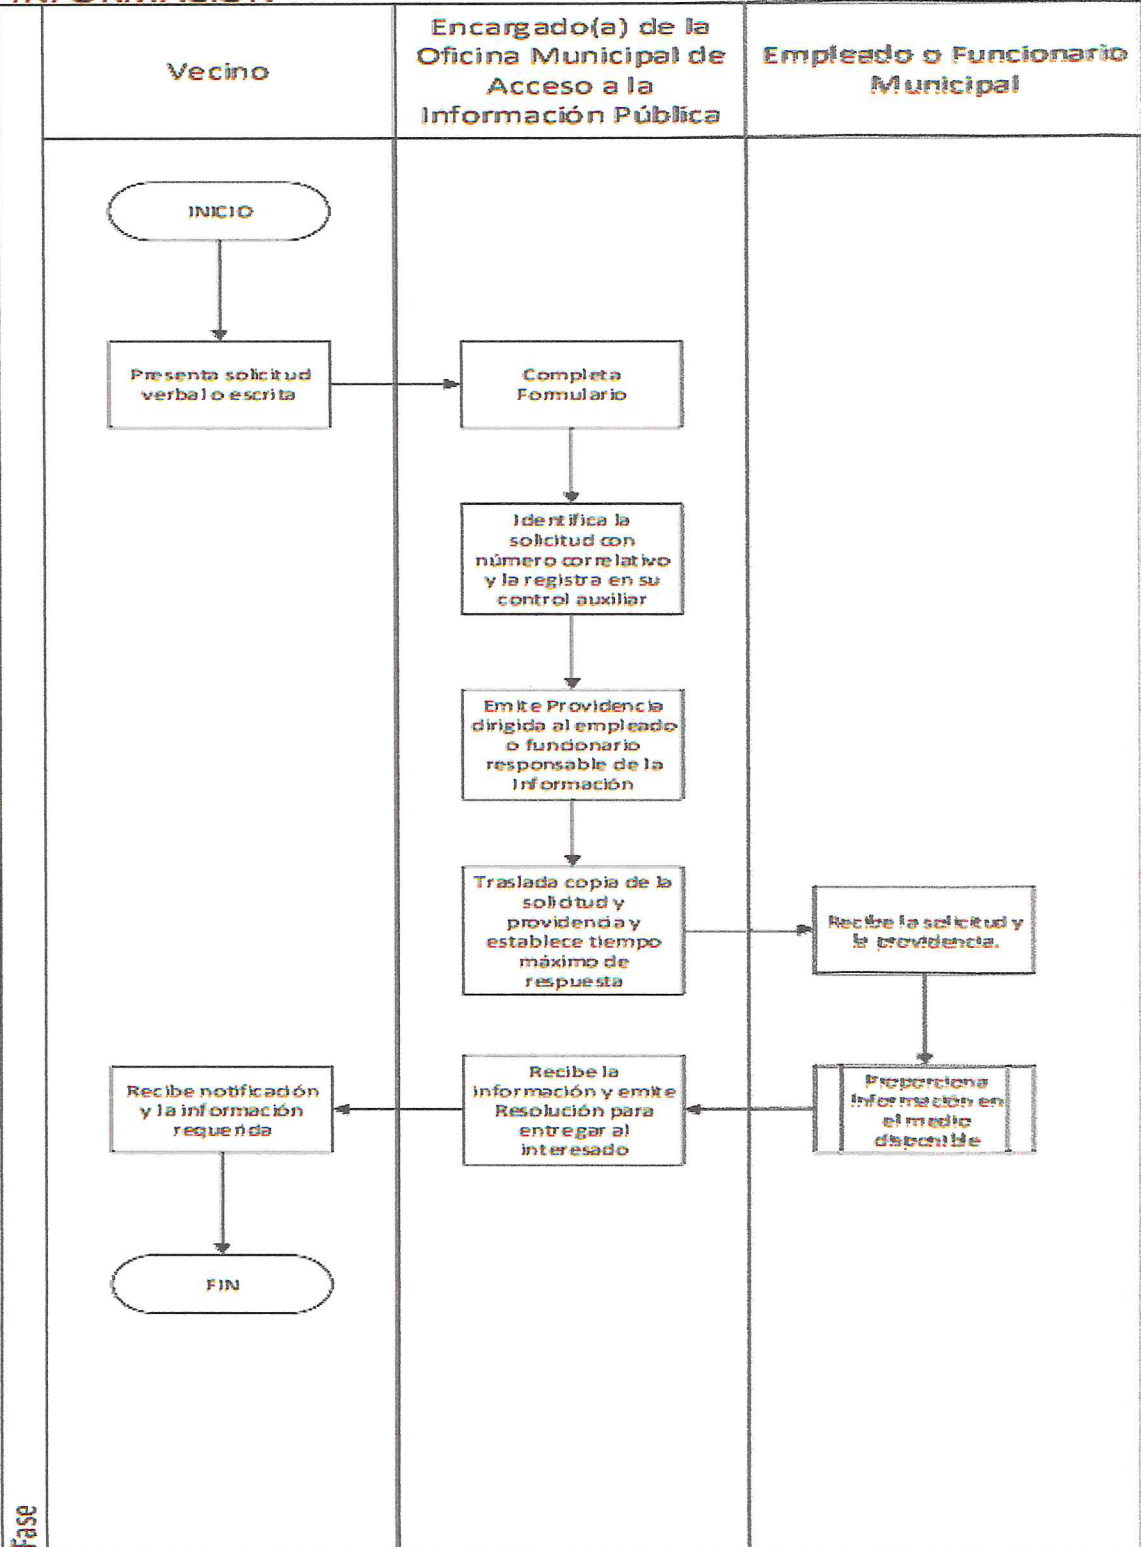 INFORMACIÓN
Vecino
Encargado(a) de la
Oficina Municipal de
Acceso a la
Información Pública
Empleado o Funcionario
Municipal
INICIO
Presenta solicitud
verbal o escrita
Completa
Formulario
Identifica la
solicitud con
número correlativo
y la registra en su
control auxiliar
Emite Providencia
dirigida al empleado
o funcionario
responsable de la
Información
Traslada copia de la
solicitud y
providencia y
establece tiempo
máximo de
respuesta
Recibe la solicitud y
la providencia.
Proporciona
Información en
el medio
disponible
Recibe la
información y emite
Resolución para
entregar al
interesado
Recibe notificación
y la información
requerida
FIN
Fase